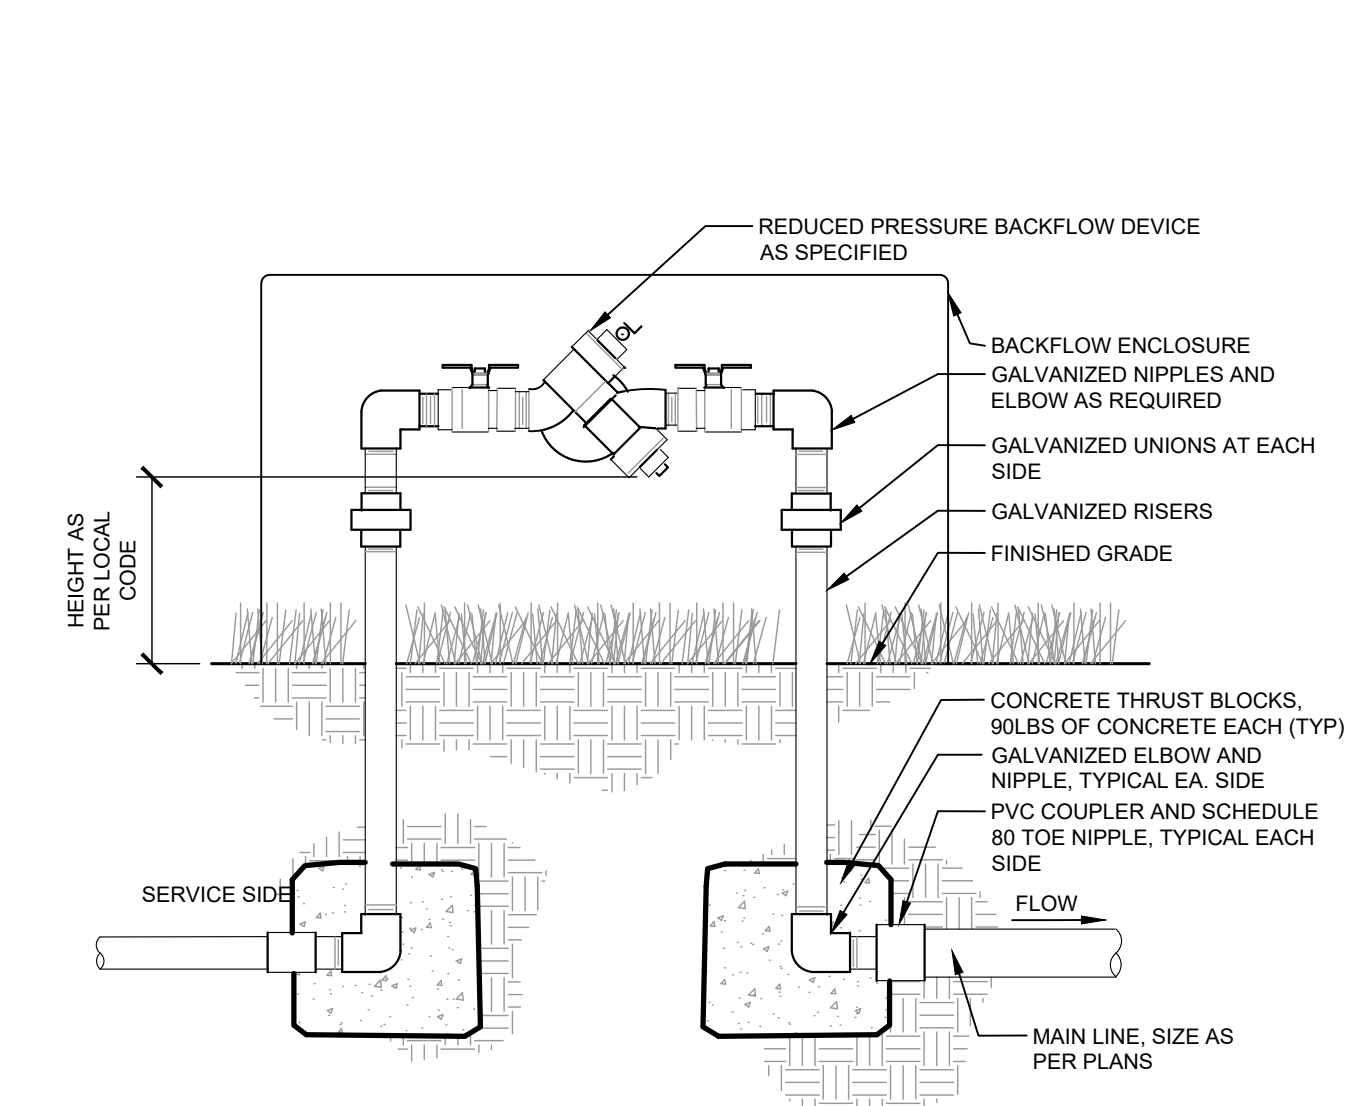 REDUCED PRESSURE BACKFLOW DEVICE
AS SPECIFIED
BACKFLOW ENCLOSURE
GALVANIZED NIPPLES AND
ELBOW AS REQUIRED
GALVANIZED UNIONS AT EACH
SIDE
GALVANIZED RISERS
FINISHED GRADE
HEIGHT AS
PER LOCAL
CODE
CONCRETE THRUST BLOCKS,
90LBS OF CONCRETE EACH (TYP)
GALVANIZED ELBOW AND
NIPPLE, TYPICAL EA. SIDE
PVC COUPLER AND SCHEDULE
80 TOE NIPPLE, TYPICAL EACH
SIDE
SERVICE SIDE
FLOW
MAIN LINE, SIZE AS
PER PLANS